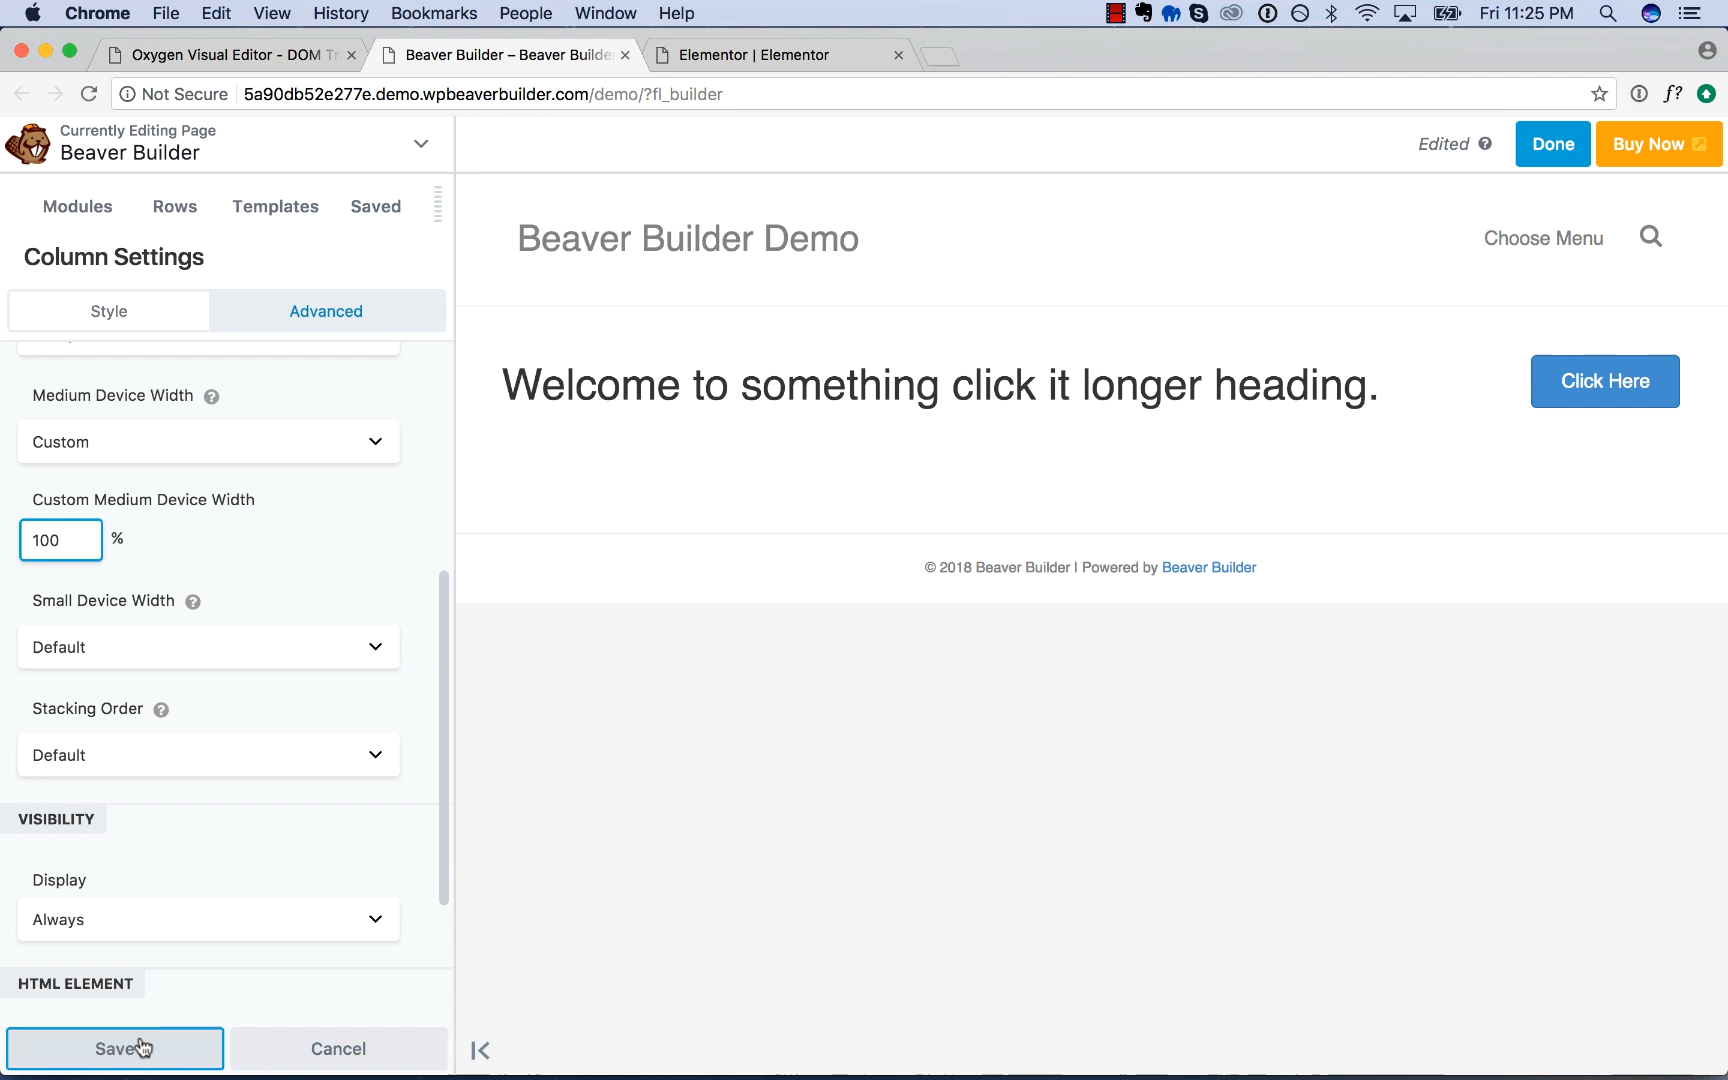 Chrome File Edit View History Bookmarks People Window Help Fri 11:25 PM
Oxygen Visual Editor - DOM Tr Beaver Builder – Beaver Builde Elementor | Elementor
Not Secure 5a90db52e277e.demo.wpbeaverbuilder.com/demo/?fl_builder f?
Currently Editing Page
Beaver Builder
Edited ? Done Buy Now
Modules Rows Templates Saved
Column Settings
Style Advanced
Beaver Builder Demo
Choose Menu
Medium Device Width ?
Custom
Custom Medium Device Width
100 %
Small Device Width ?
Default
Stacking Order ?
Default
VISIBILITY
Display
Always
HTML ELEMENT
Save Cancel
Welcome to something click it longer heading.
Click Here
© 2018 Beaver Builder | Powered by Beaver Builder